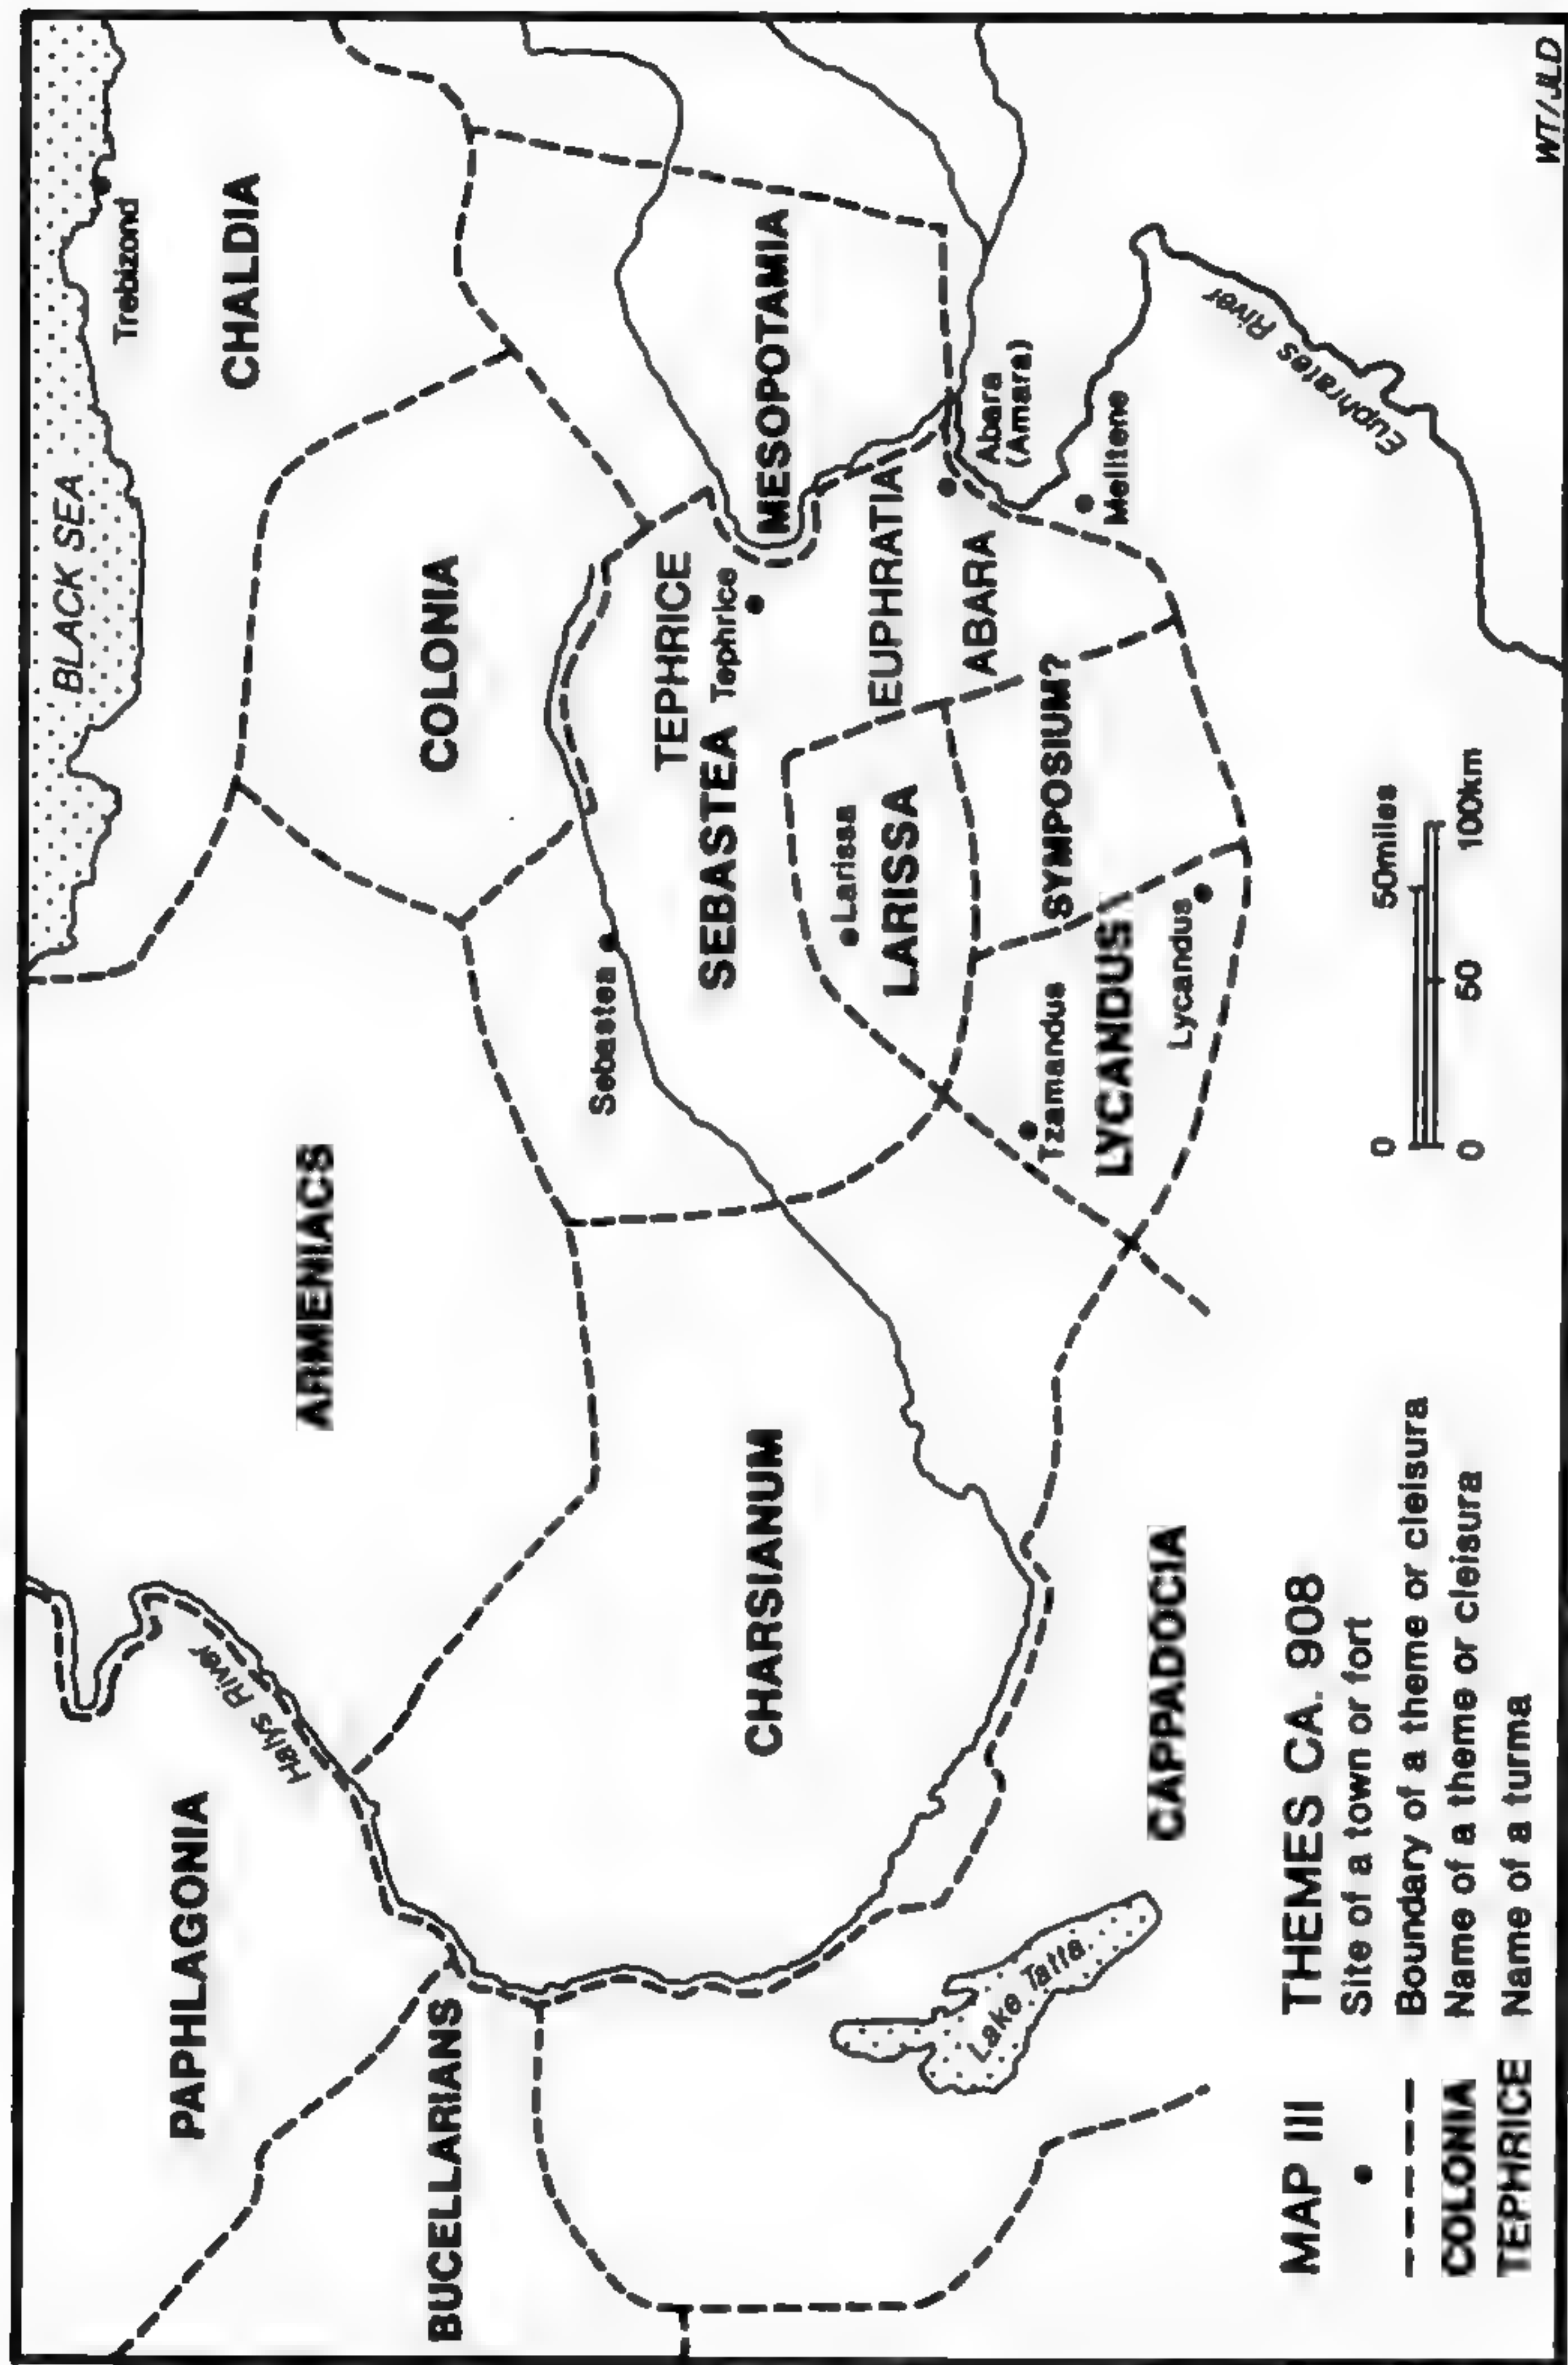 BLACK SEA
Trebizond
CHALDIA
PAPHLAGONIA
Halys River
ARMENIACS
COLONIA
BUCELLARIANS
Sebastea
TEPHRICE
SEBASTEA
Tephrice
MESOPOTAMIA
CHARSIANUM
Larissa
LARISSA
EUPHRATIA
ABARA
Abara
(Amara)
Lake Tatta
Tzamandus
SYMPOSIUM?
LYCANDUS
Lycandus
Melitene
Euphrates River
CAPPADOCIA
MAP III THEMES CA. 908
Site of a town or fort
Boundary of a theme or cleisura
COLONIA Name of a theme or cleisura
TEPHRICE Name of a turma
0 50miles
0 50 100km
WT/JLD